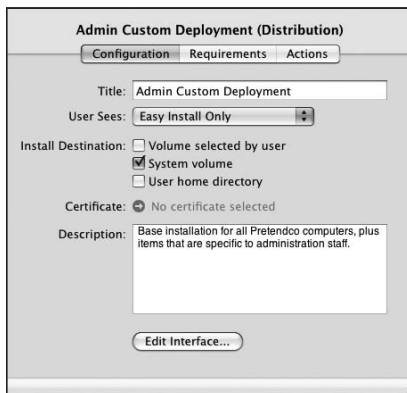 Admin Custom Deployment (Distribution)
Configuration Requirements Actions
Title: Admin Custom Deployment
User Sees: Easy Install Only
Install Destination: Volume selected by user
System volume
User home directory
Certificate: No certificate selected
Description: Base installation for all Pretendco computers, plus
items that are specific to administration staff.
Edit Interface...